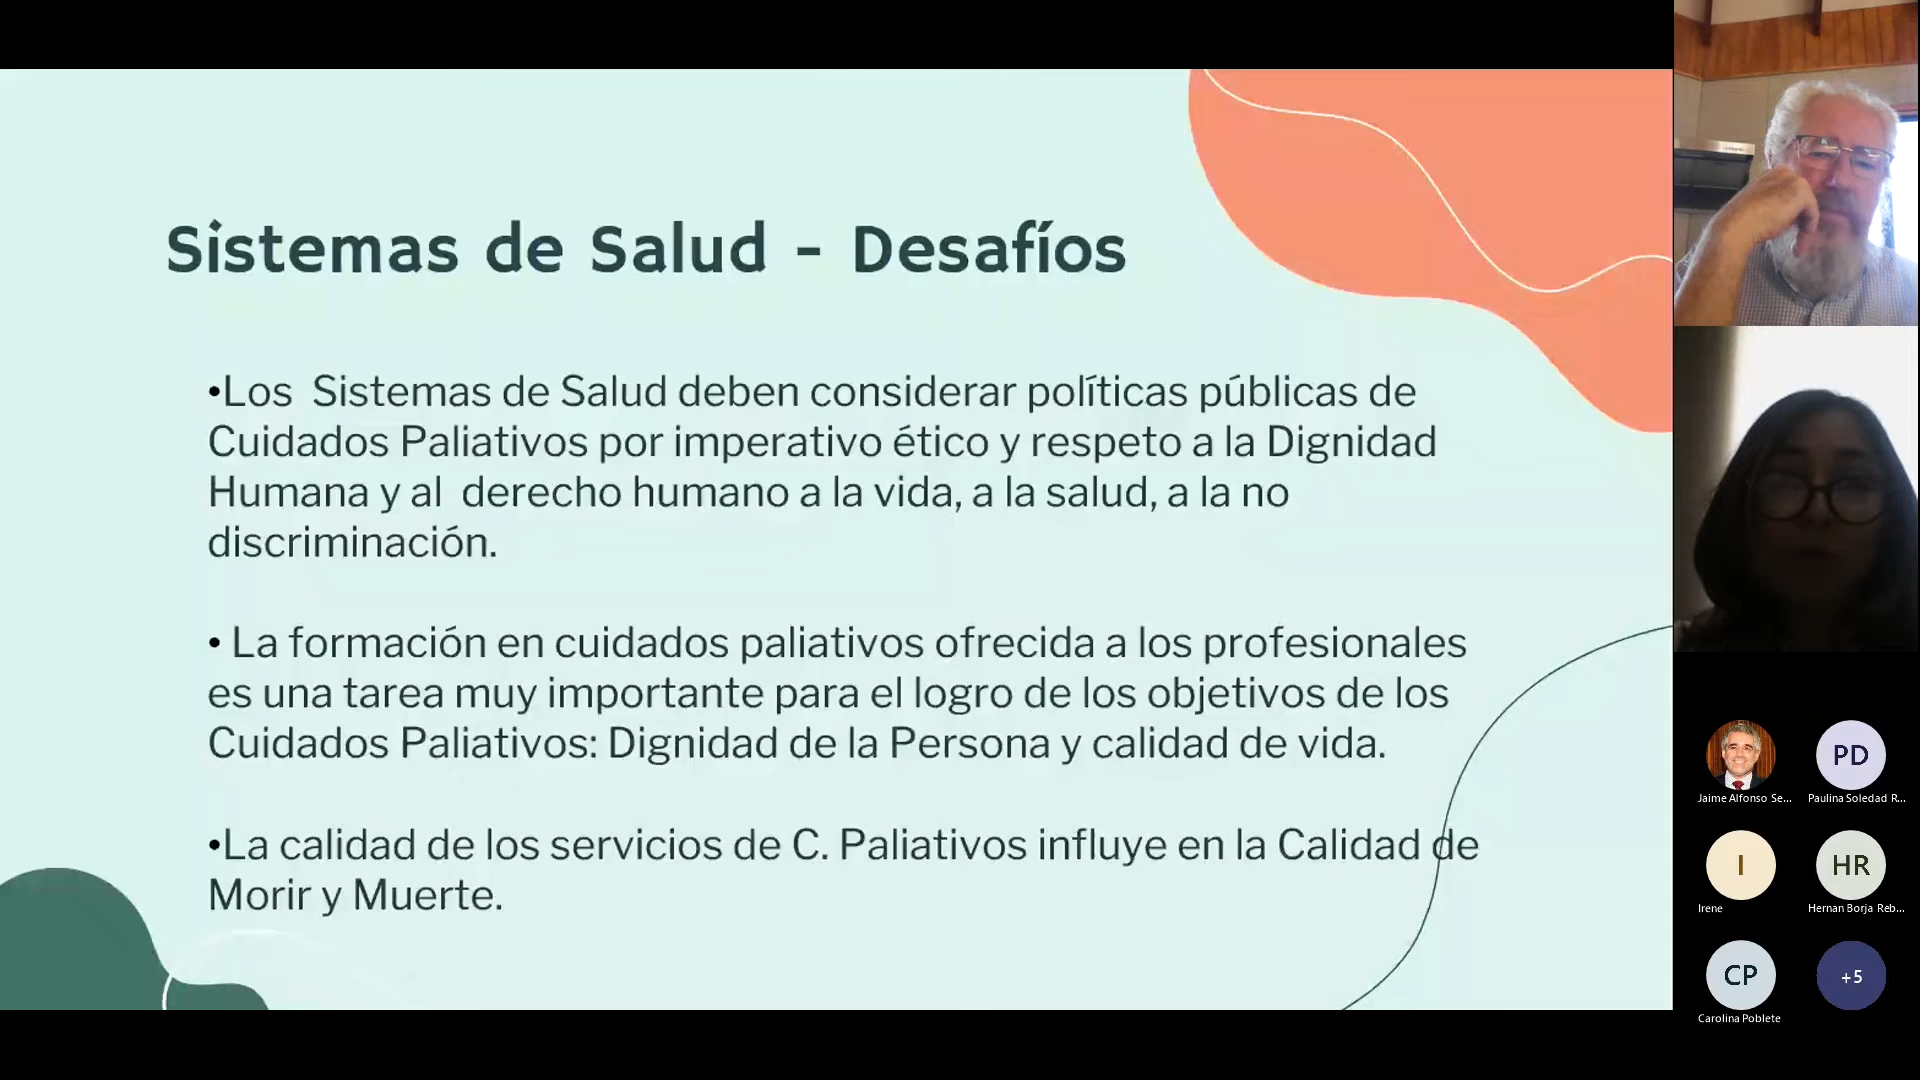 Sistemas de Salud - Desafíos
•Los  Sistemas de Salud deben considerar políticas públicas de
Cuidados Paliativos por imperativo ético y respeto a la Dignidad
Humana y al  derecho humano a la vida, a la salud, a la no
discriminación.
• La formación en cuidados paliativos ofrecida a los profesionales
es una tarea muy importante para el logro de los objetivos de los
Cuidados Paliativos: Dignidad de la Persona y calidad de vida.
•La calidad de los servicios de C. Paliativos influye en la Calidad de
Morir y Muerte.
PD
Jaime Alfonso Se...
Paulina Soledad R...
I
HR
Irene
Hernan Borja Reb...
CP
+5
Carolina Poblete